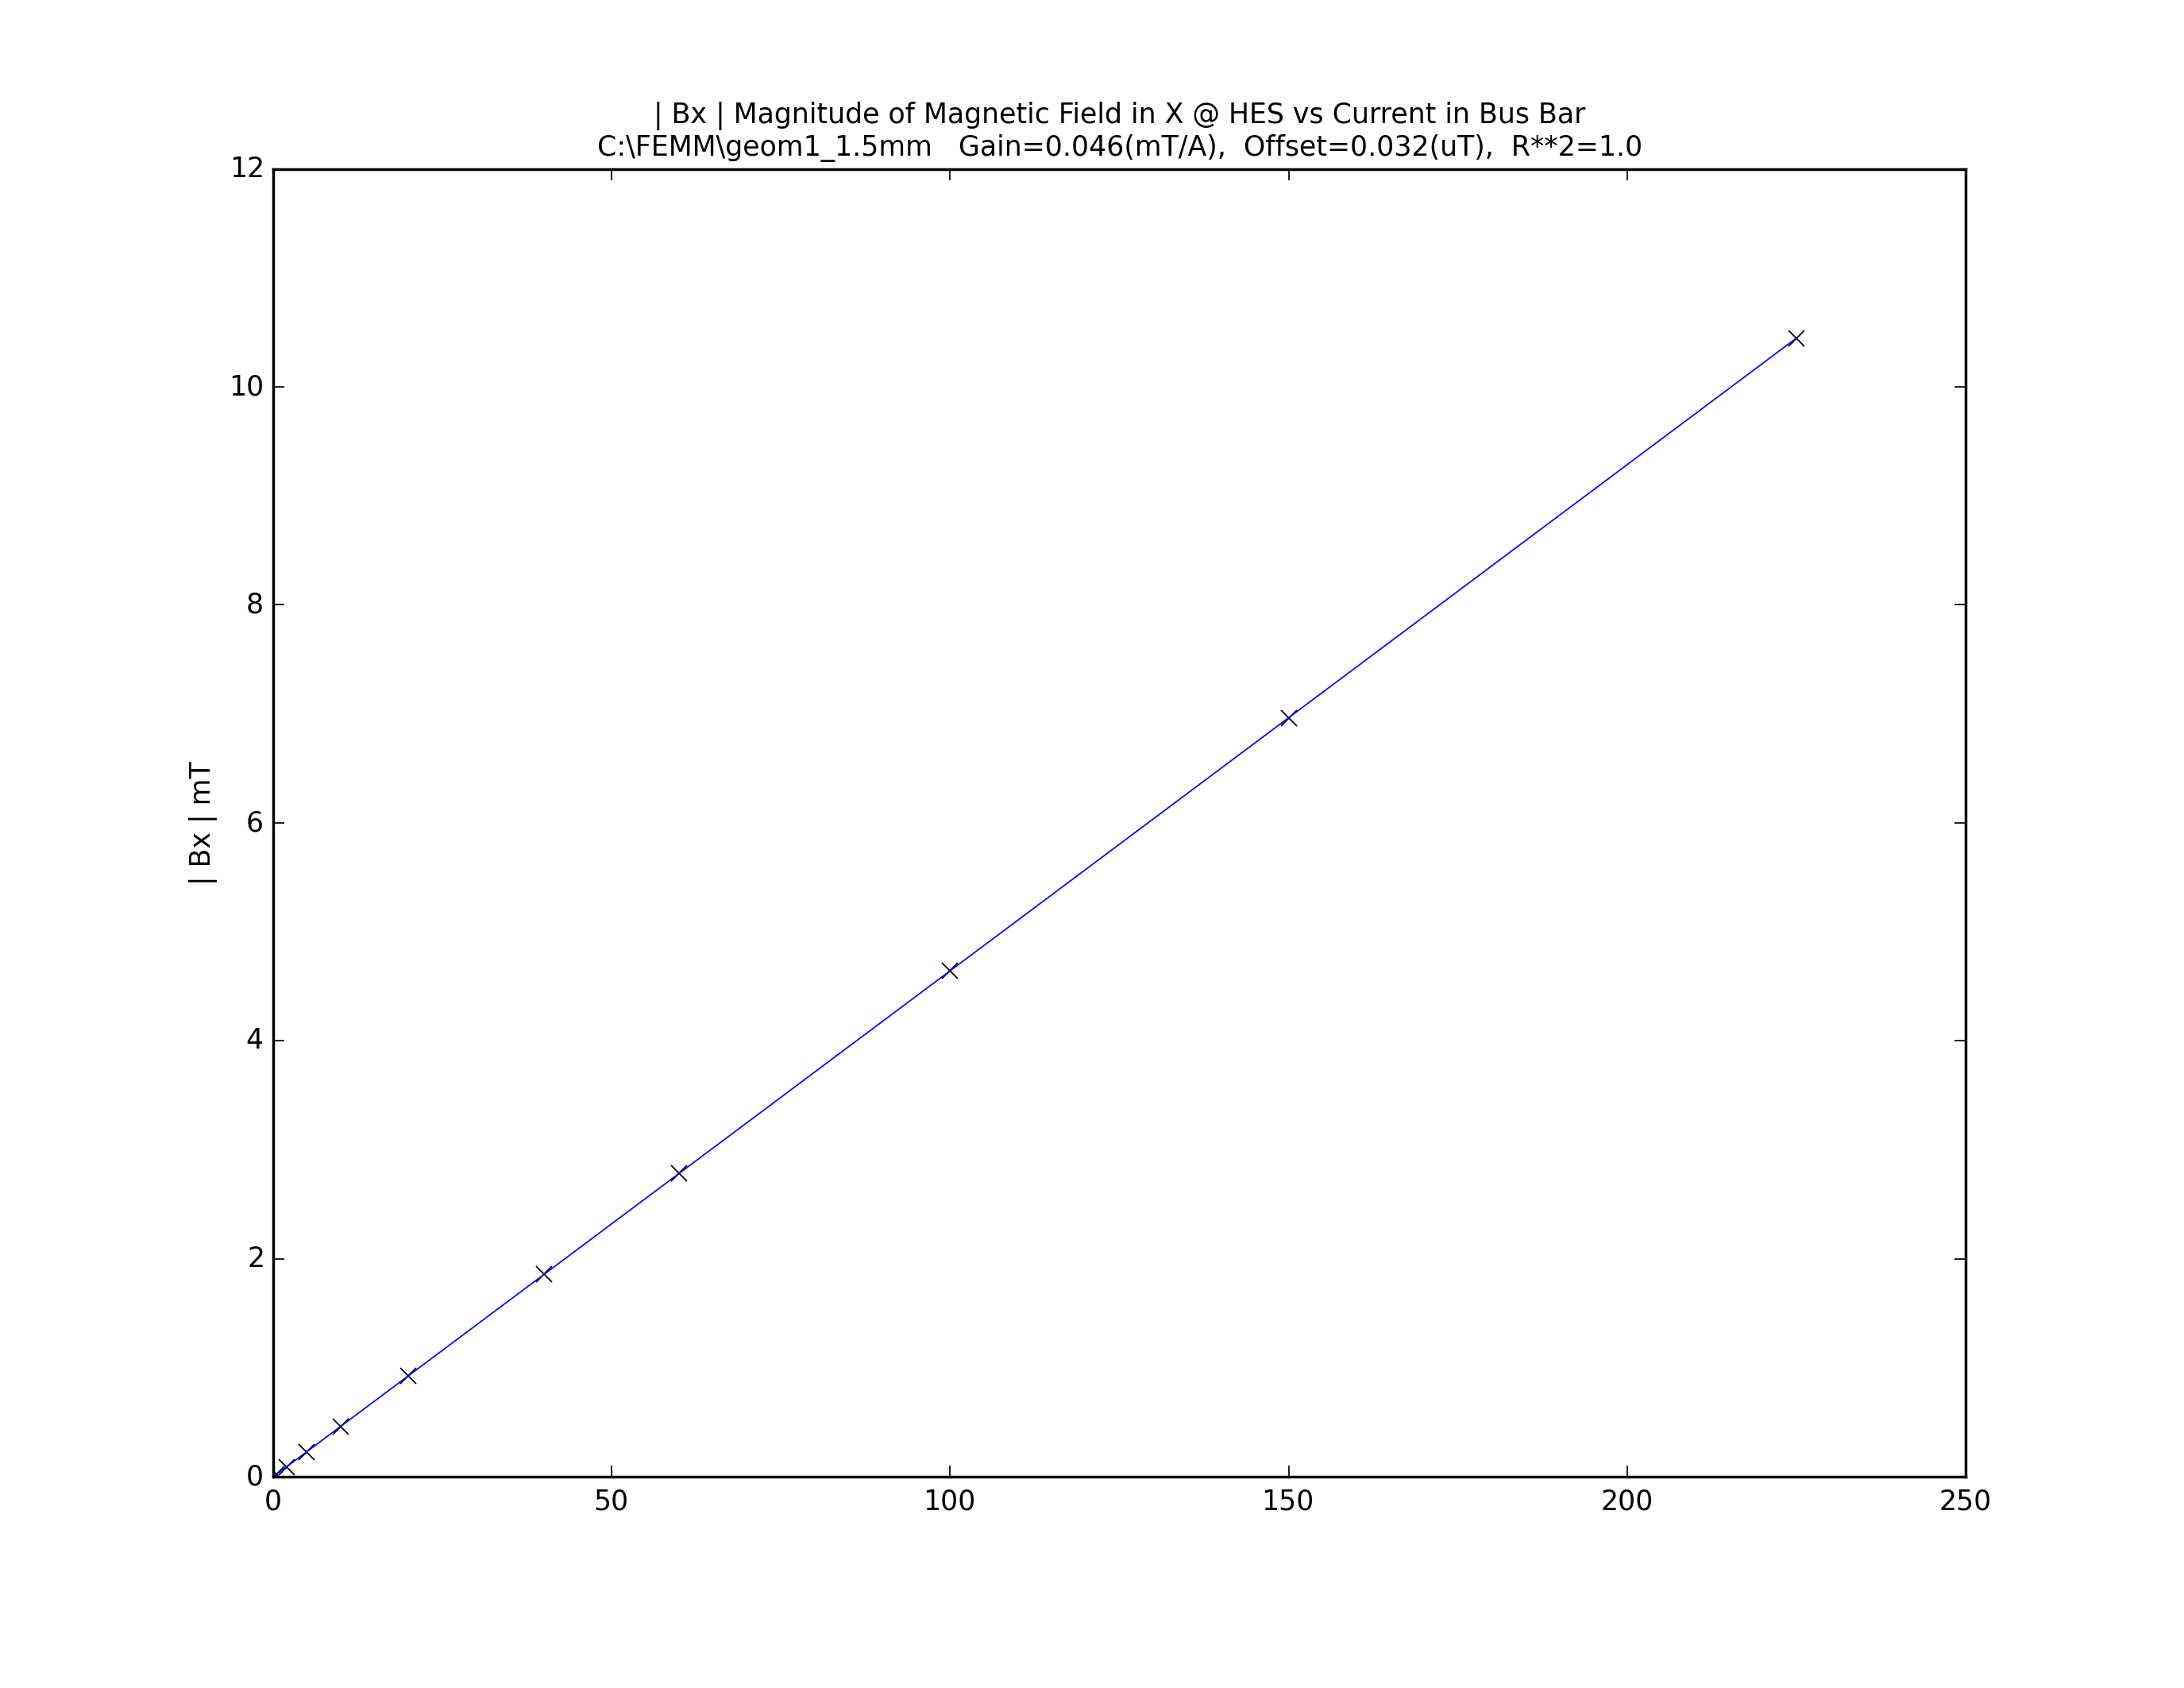 | Bx | Magnitude of Magnetic Field in X @ HES vs Current in Bus Bar
C:\FEMM\geom1_1.5mm   Gain=0.046(mT/A),  Offset=0.032(uT),  R**2=1.0
12
10
8
6
4
2
0
| Bx | mT
0 50 100 150 200 250